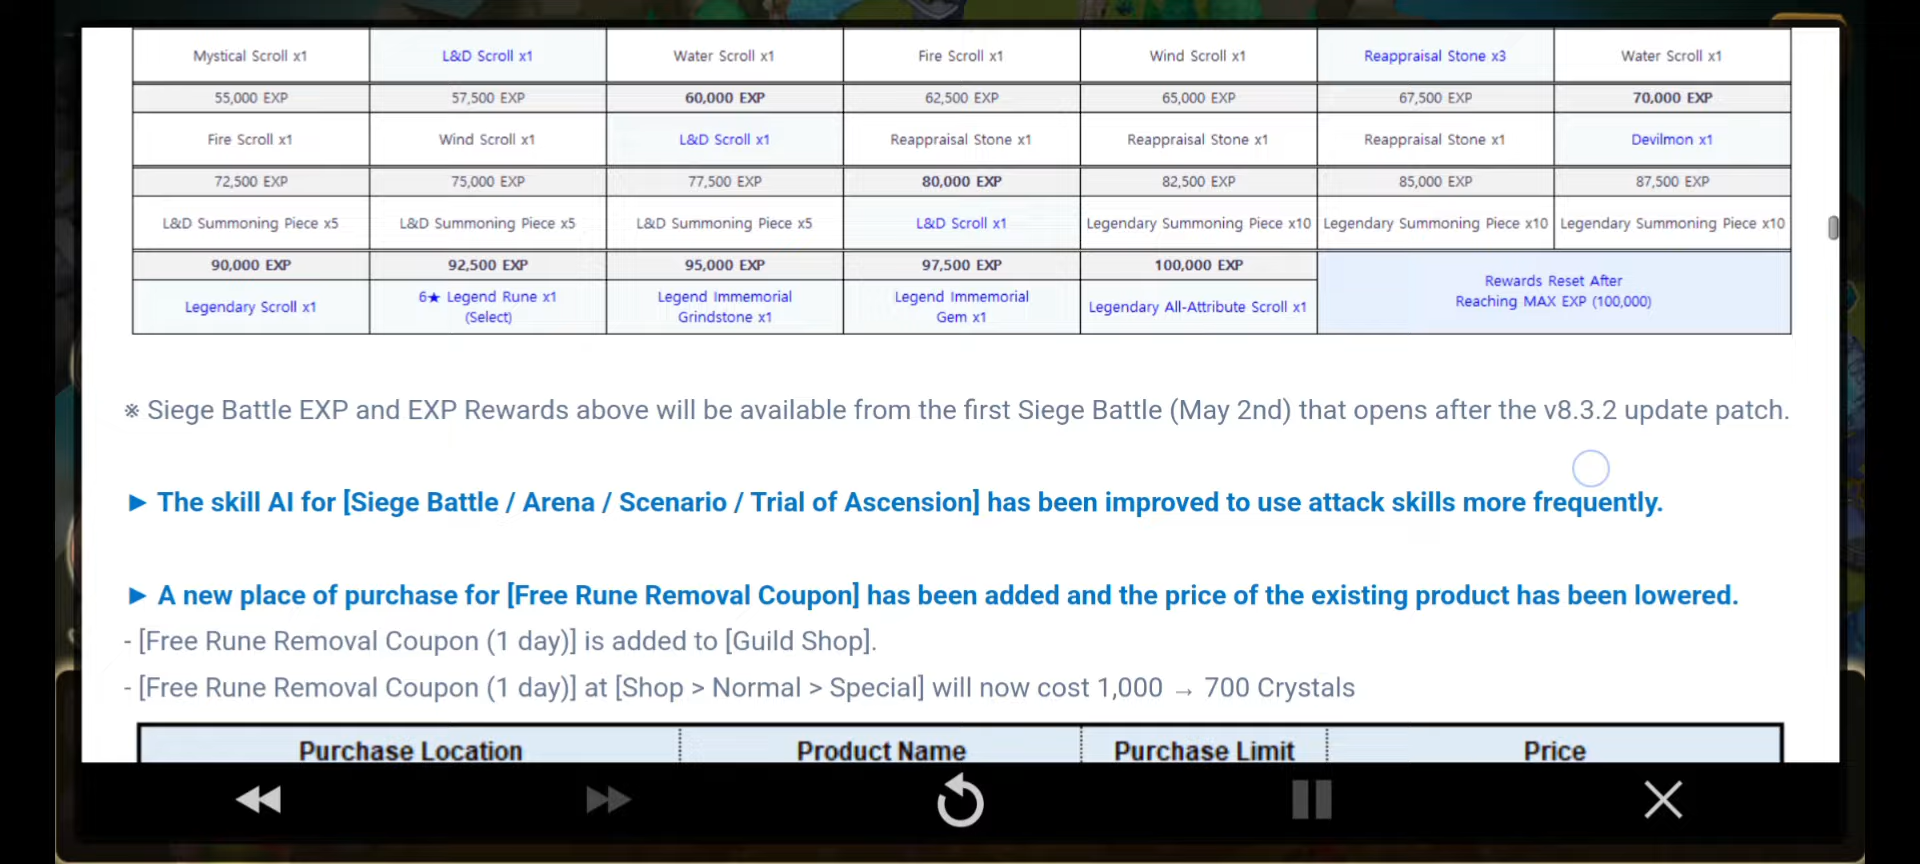 Mystical Scroll x1 L&D Scroll x1 Water Scroll x1 Fire Scroll x1 Wind Scroll x1 Reappraisal Stone x3 Water Scroll x1
55,000 EXP 57,500 EXP 60,000 EXP 62,500 EXP 65,000 EXP 67,500 EXP 70,000 EXP
Fire Scroll x1 Wind Scroll x1 L&D Scroll x1 Reappraisal Stone x1 Reappraisal Stone x1 Reappraisal Stone x1 Devilmon x1
72,500 EXP 75,000 EXP 77,500 EXP 80,000 EXP 82,500 EXP 85,000 EXP 87,500 EXP
L&D Summoning Piece x5 L&D Summoning Piece x5 L&D Summoning Piece x5 L&D Scroll x1 Legendary Summoning Piece x10 Legendary Summoning Piece x10 Legendary Summoning Piece x10
90,000 EXP 92,500 EXP 95,000 EXP 97,500 EXP 100,000 EXP
Legendary Scroll x1
6★ Legend Rune x1
(Select)
Legend Immemorial
Grindstone x1
Legend Immemorial
Gem x1
Legendary All-Attribute Scroll x1
Rewards Reset After
Reaching MAX EXP (100,000)
※ Siege Battle EXP and EXP Rewards above will be available from the first Siege Battle (May 2nd) that opens after the v8.3.2 update patch.
► The skill AI for [Siege Battle / Arena / Scenario / Trial of Ascension] has been improved to use attack skills more frequently.
► A new place of purchase for [Free Rune Removal Coupon] has been added and the price of the existing product has been lowered.
- [Free Rune Removal Coupon (1 day)] is added to [Guild Shop].
- [Free Rune Removal Coupon (1 day)] at [Shop > Normal > Special] will now cost 1,000 → 700 Crystals
Purchase Location Product Name Purchase Limit Price